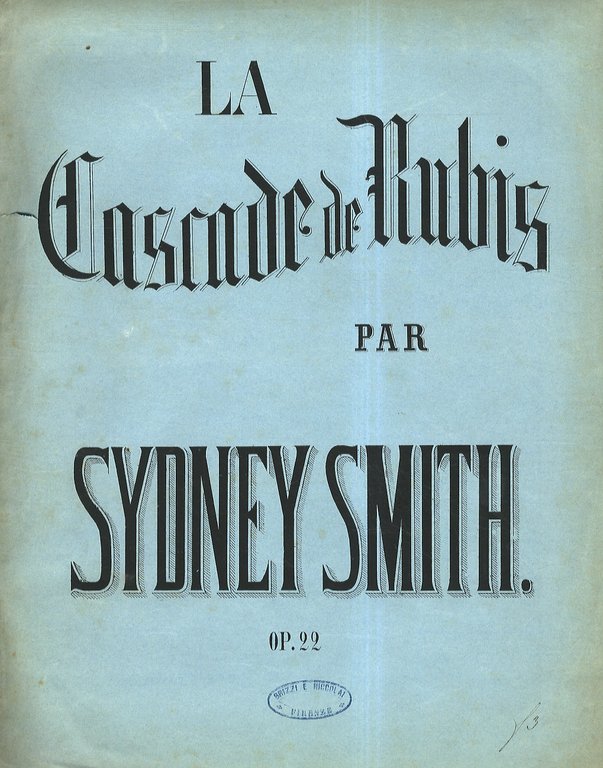 LA
Cascade de Rubis
PAR
SYDNEY SMITH.
OP. 22
BRIZZI E NICCOLAI
FIRENZE